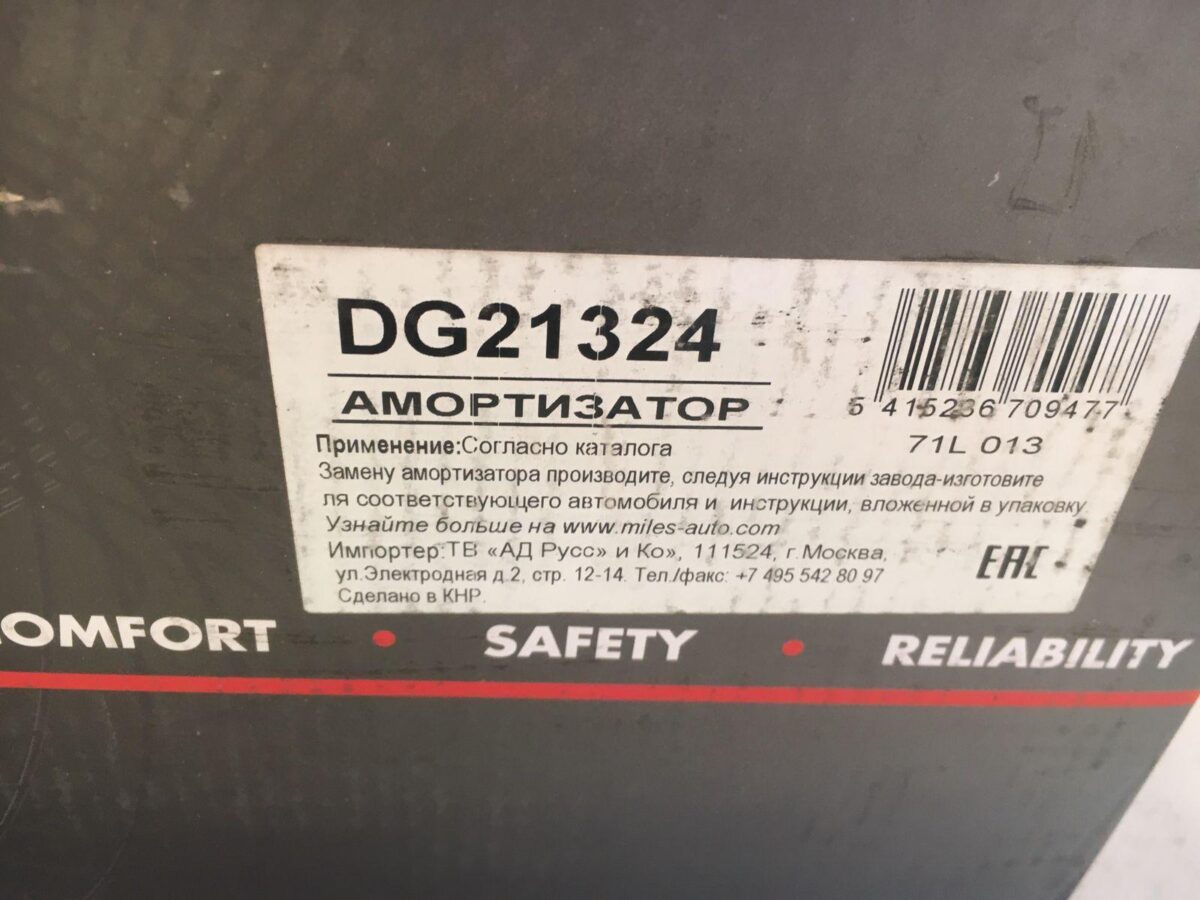 DG21324
АМОРТИЗАТОР
5 415236 709477
71L 013
Применение:Согласно каталога
Замену амортизатора производите, следуя инструкции завода-изготовите
ля соответствующего автомобиля и инструкции, вложенной в упаковку
Узнайте больше на www.miles-auto.com
Импортер:ТВ «АД Русс» и Ко», 111524, г.Москва,
ул.Электродная д.2, стр. 12-14. Тел./факс: +7 495 542 80 97
Сделано в КНР.
EAC
COMFORT • SAFETY • RELIABILITY